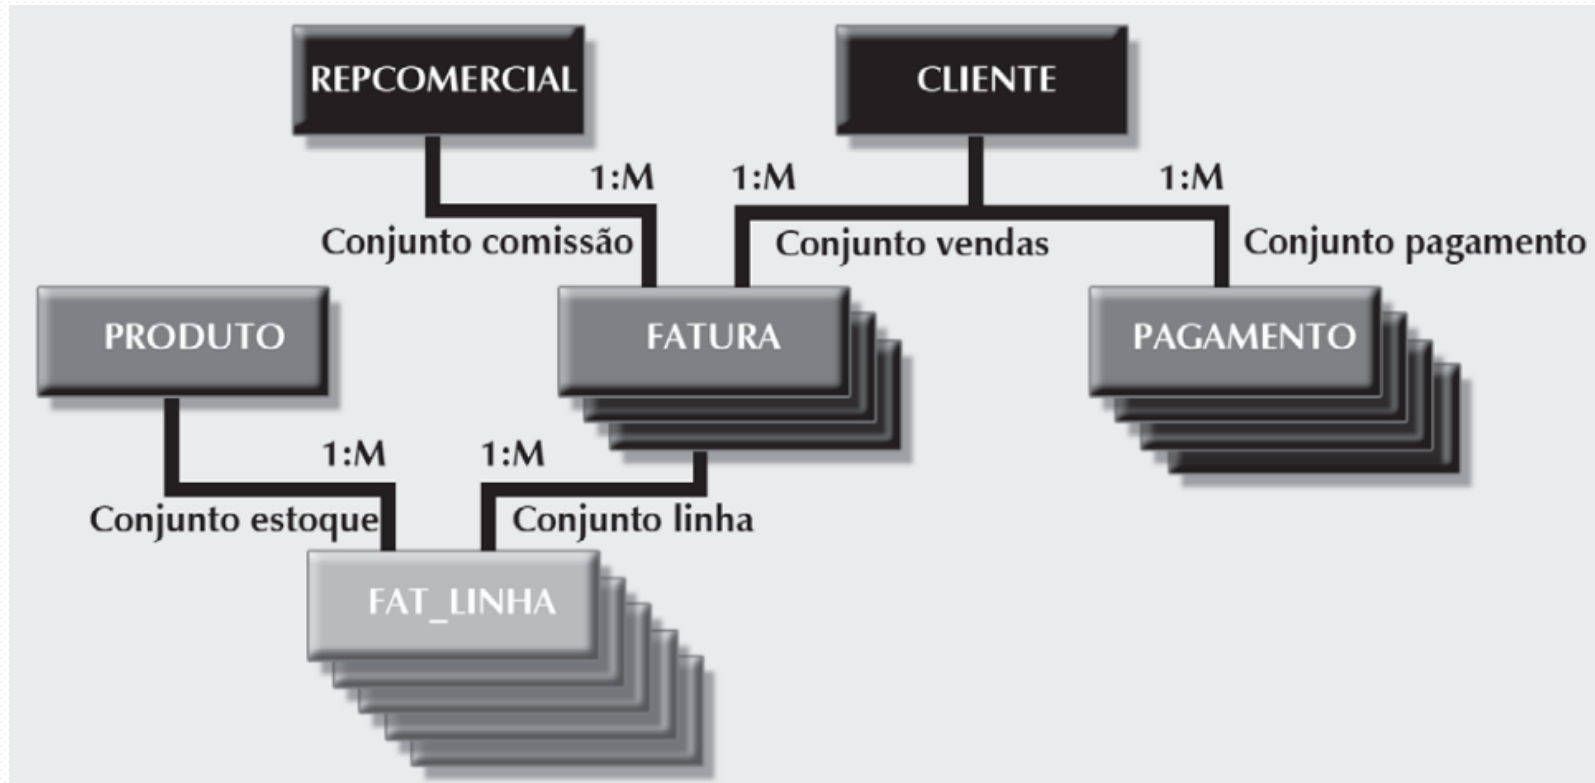 REPCOMERCIAL
CLIENTE
1:M
1:M
1:M
Conjunto comissão
Conjunto vendas
Conjunto pagamento
PRODUTO
FATURA
PAGAMENTO
1:M
1:M
Conjunto estoque
Conjunto linha
FAT_LINHA